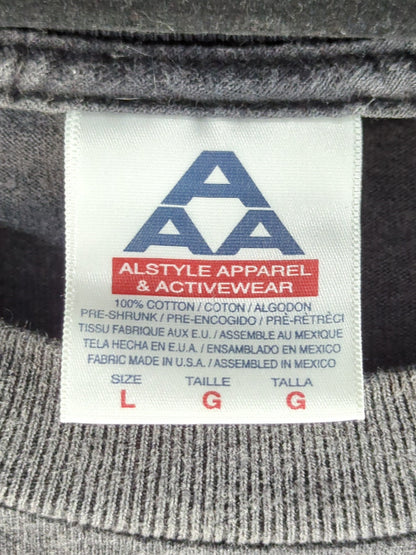 A
A A
ALSTYLE APPAREL
& ACTIVEWEAR
100% COTTON / COTON / ALGODON
PRE-SHRUNK / PRE-ENCOGIDO / PRÉ-RÉTRÉCI
TISSU FABRIQUE AUX E.U. / ASSEMBLE AU MEXIQUE
TELA HECHA EN E.U.A. / ENSAMBLADO EN MEXICO
FABRIC MADE IN U.S.A. / ASSEMBLED IN MEXICO
SIZE TAILLE TALLA
L G G